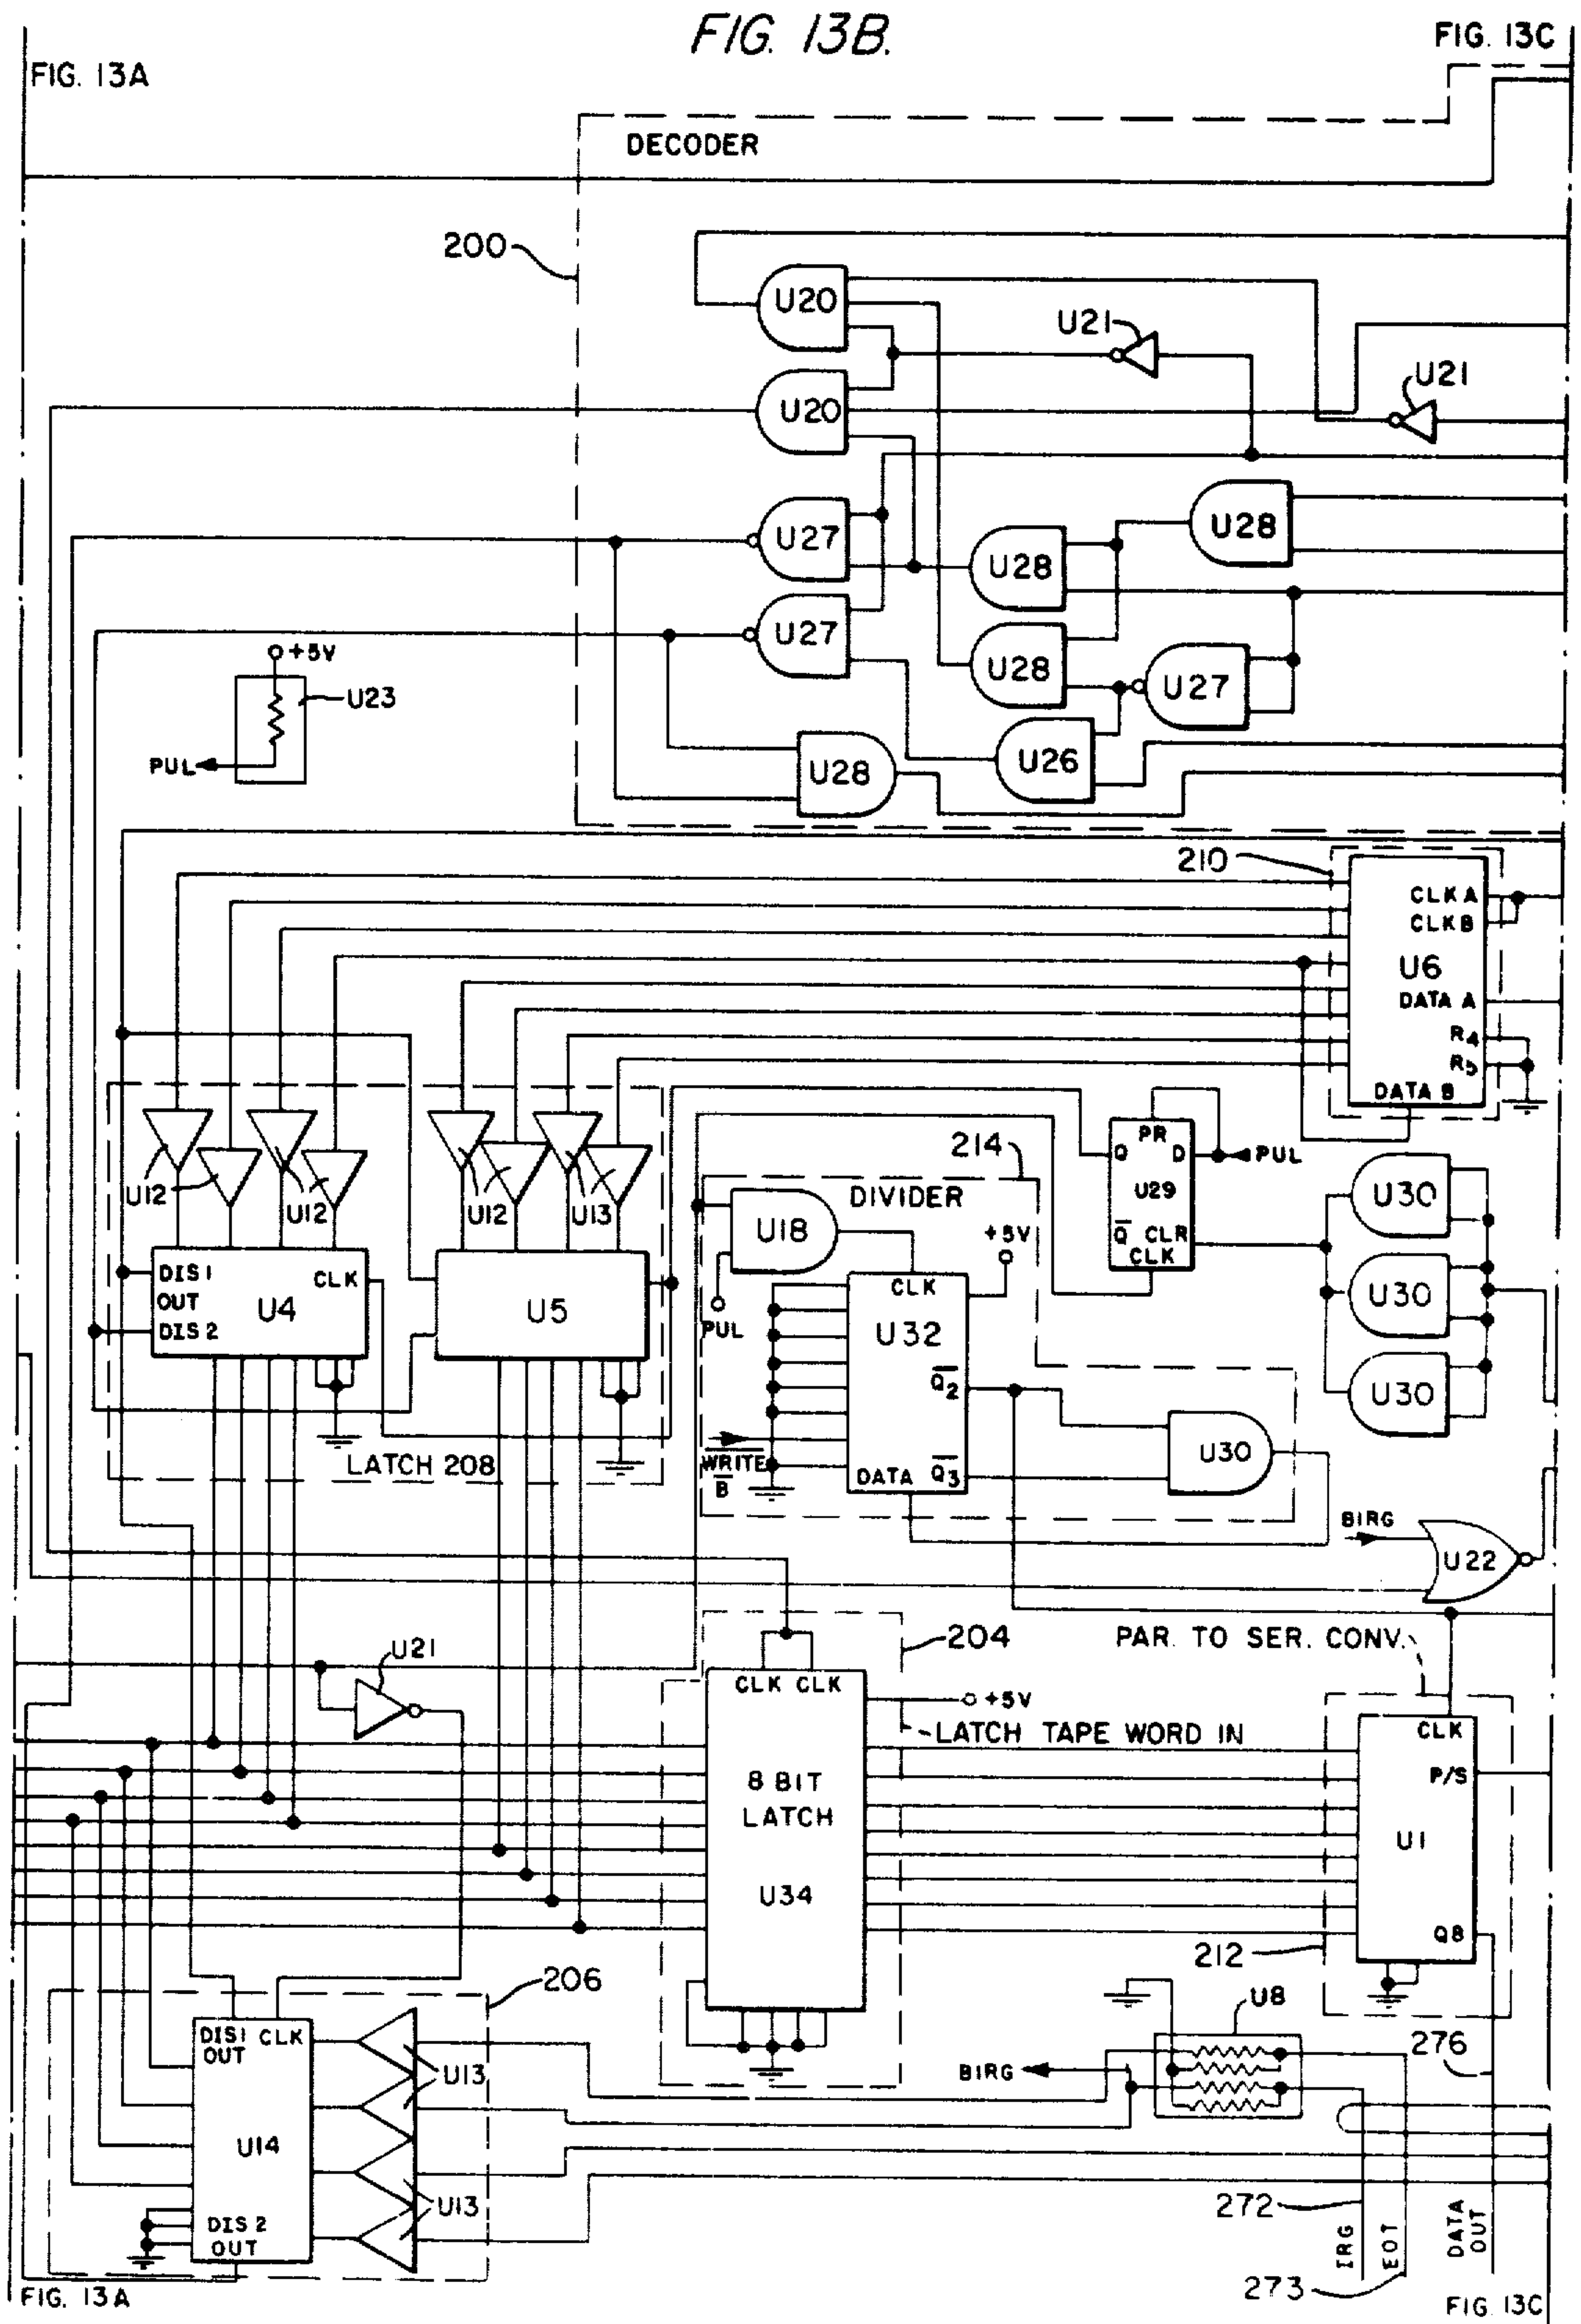 FIG. 13B.
FIG. 13C
FIG. 13A
DECODER
200
U20
U21
U21
U20
U27
U28
U28
U27
U28
U27
+5V
U23
PUL
U28
U26
210
CLK A
CLK B
U6
DATA A
R4
R5
DATA B
PR
Q D
PUL
U29
Q̅ CLR
CLK
214
DIVIDER
U12
U12
U12
U13
U18
+5V
U30
U30
U30
DIS 1
OUT
DIS 2
CLK
U4
U5
PUL
CLK
U32
Q̅2
WRITE
B̅
DATA
Q̅3
U30
LATCH 208
BIRG
U22
204
PAR. TO SER. CONV.
U21
CLK CLK
+5V
LATCH TAPE WORD IN
CLK
P/S
8 BIT
LATCH
U34
U1
Q8
212
206
U8
276
DIS 1 CLK
OUT
U13
BIRG
U14
U13
DIS 2
OUT
272
IRG
EOT
DATA
OUT
273
FIG. 13A
FIG. 13C